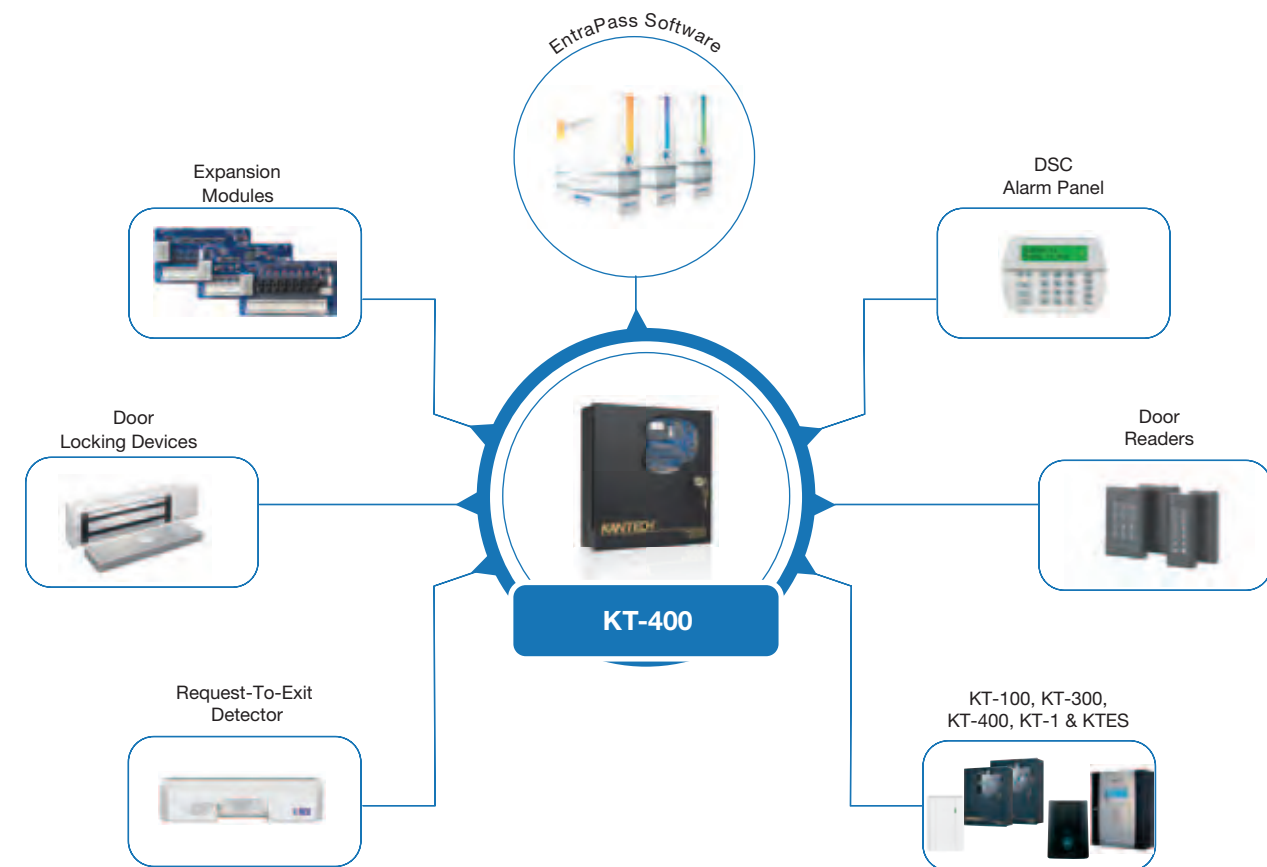 EntraPass Software
Expansion
Modules
DSC
Alarm Panel
Door
Locking Devices
Door
Readers
KANTECH
KT-400
Request-To-Exit
Detector
KT-100, KT-300,
KT-400, KT-1 & KTES